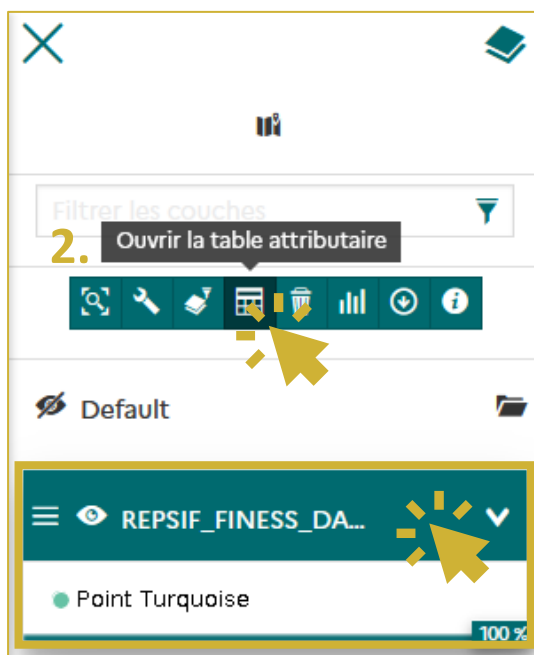 Filtrer les couches
2.
Ouvrir la table attributaire
Default
REPSIF_FINESS_DA...
Point Turquoise
100 %